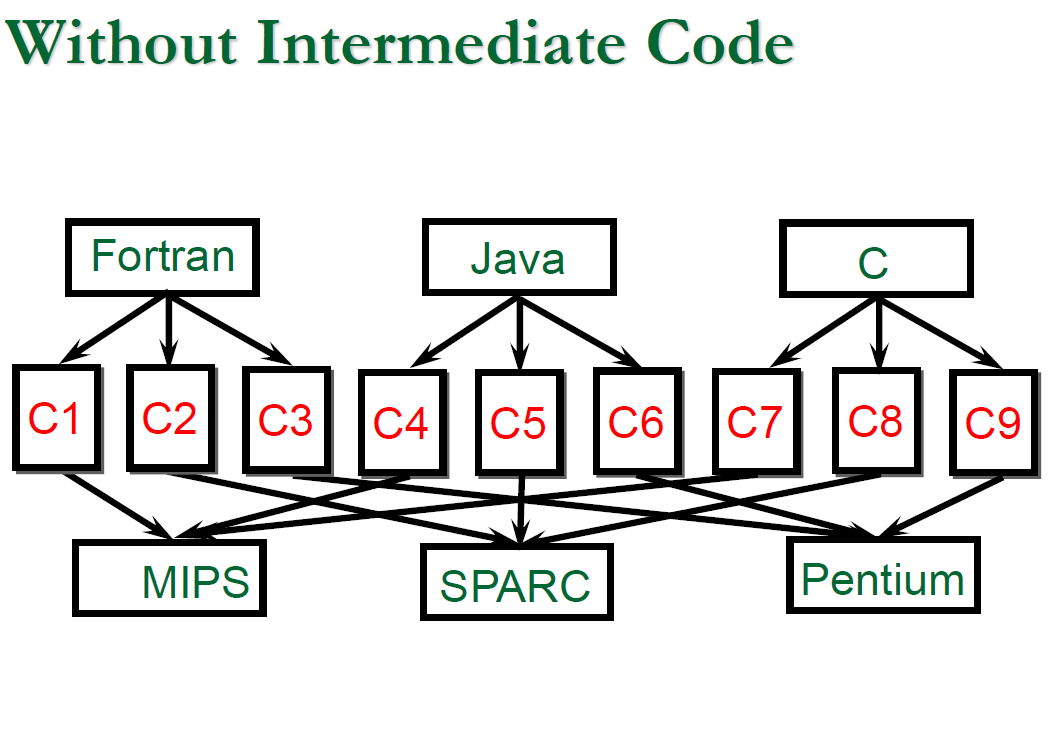 Without Intermediate Code
Fortran
Java
C
C1
C2
C3
C4
C5
C6
C7
C8
C9
MIPS
SPARC
Pentium